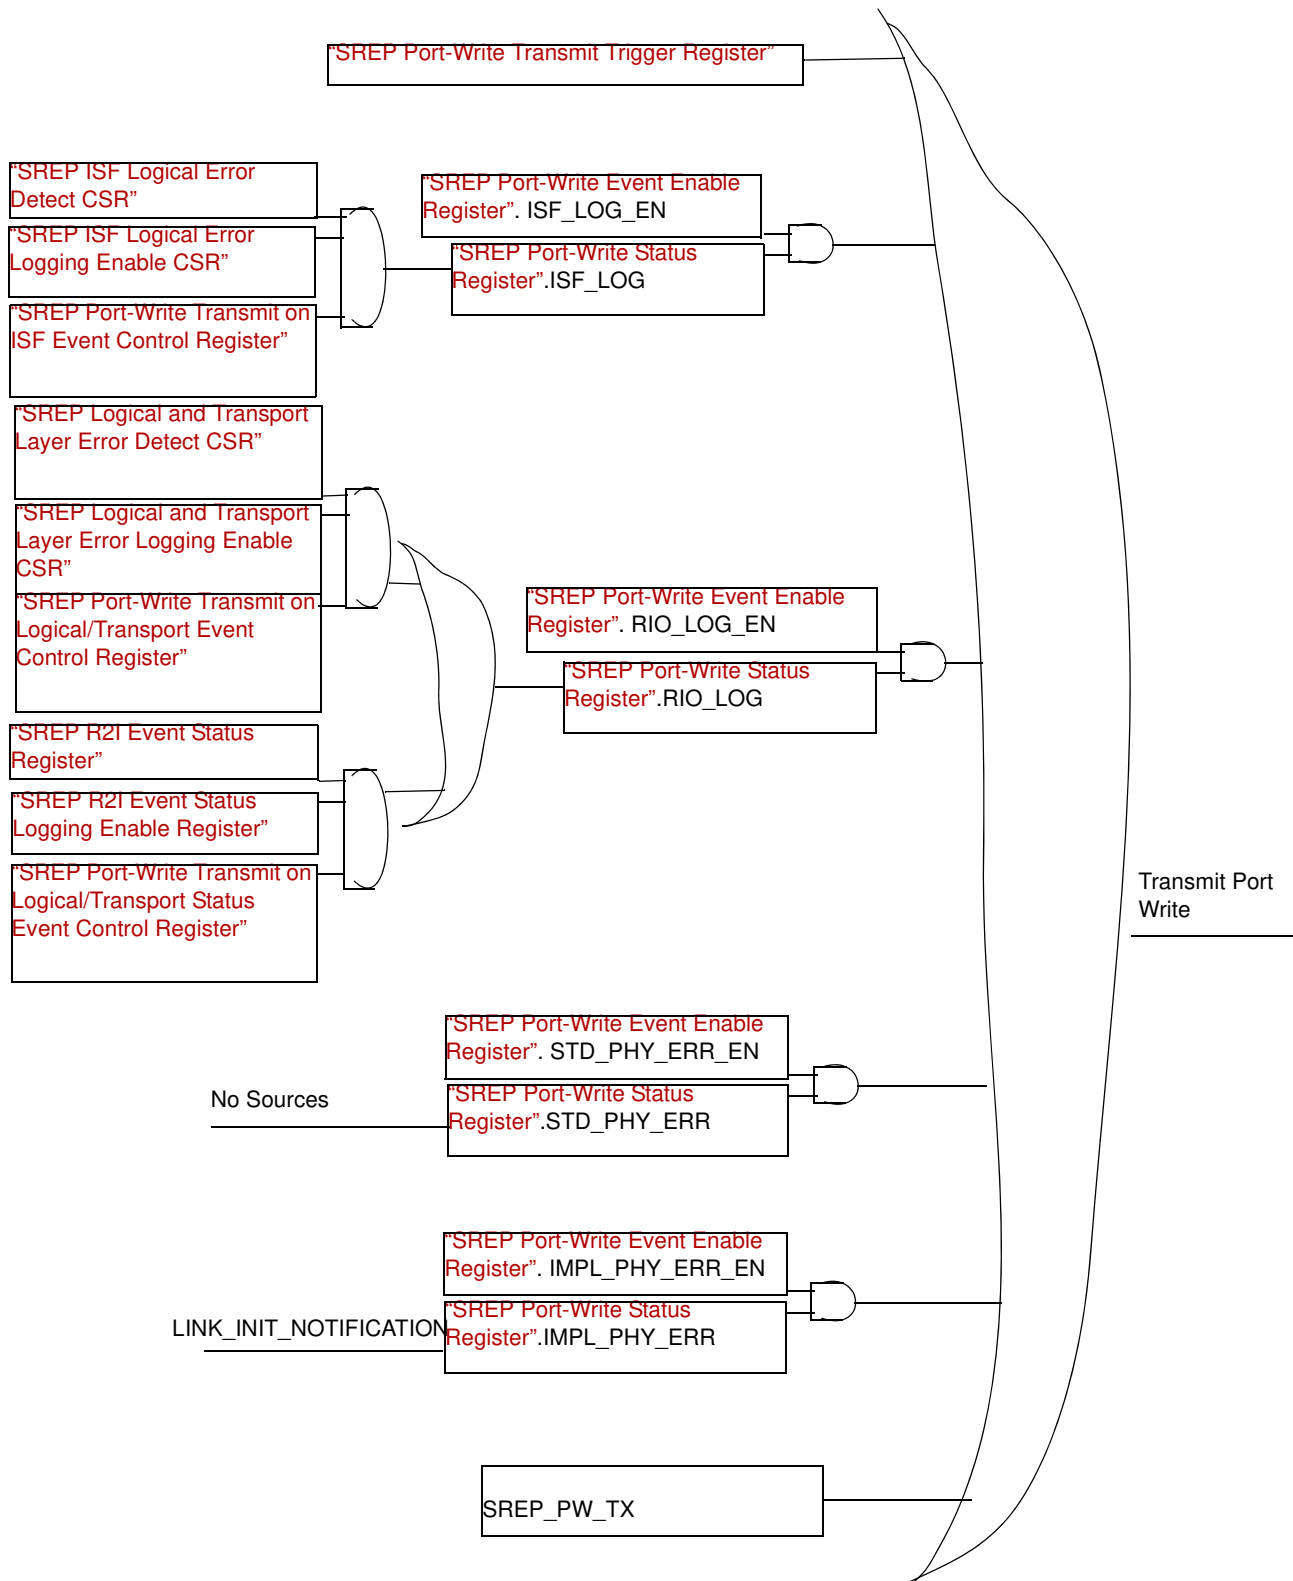 “SREP Port-Write Transmit Trigger Register”
“SREP ISF Logical Error
Detect CSR”
“SREP ISF Logical Error
Logging Enable CSR”
“SREP Port-Write Transmit on
ISF Event Control Register”
“SREP Port-Write Event Enable
Register”. ISF_LOG_EN
“SREP Port-Write Status
Register”.ISF_LOG
“SREP Logical and Transport
Layer Error Detect CSR”
“SREP Logical and Transport
Layer Error Logging Enable
CSR”
“SREP Port-Write Transmit on
Logical/Transport Event
Control Register”
“SREP Port-Write Event Enable
Register”. RIO_LOG_EN
“SREP Port-Write Status
Register”.RIO_LOG
“SREP R2I Event Status
Register”
“SREP R2I Event Status
Logging Enable Register”
“SREP Port-Write Transmit on
Logical/Transport Status
Event Control Register”
Transmit Port
Write
“SREP Port-Write Event Enable
Register”. STD_PHY_ERR_EN
No Sources
“SREP Port-Write Status
Register”.STD_PHY_ERR
“SREP Port-Write Event Enable
Register”. IMPL_PHY_ERR_EN
LINK_INIT_NOTIFICATION
“SREP Port-Write Status
Register”.IMPL_PHY_ERR
SREP_PW_TX